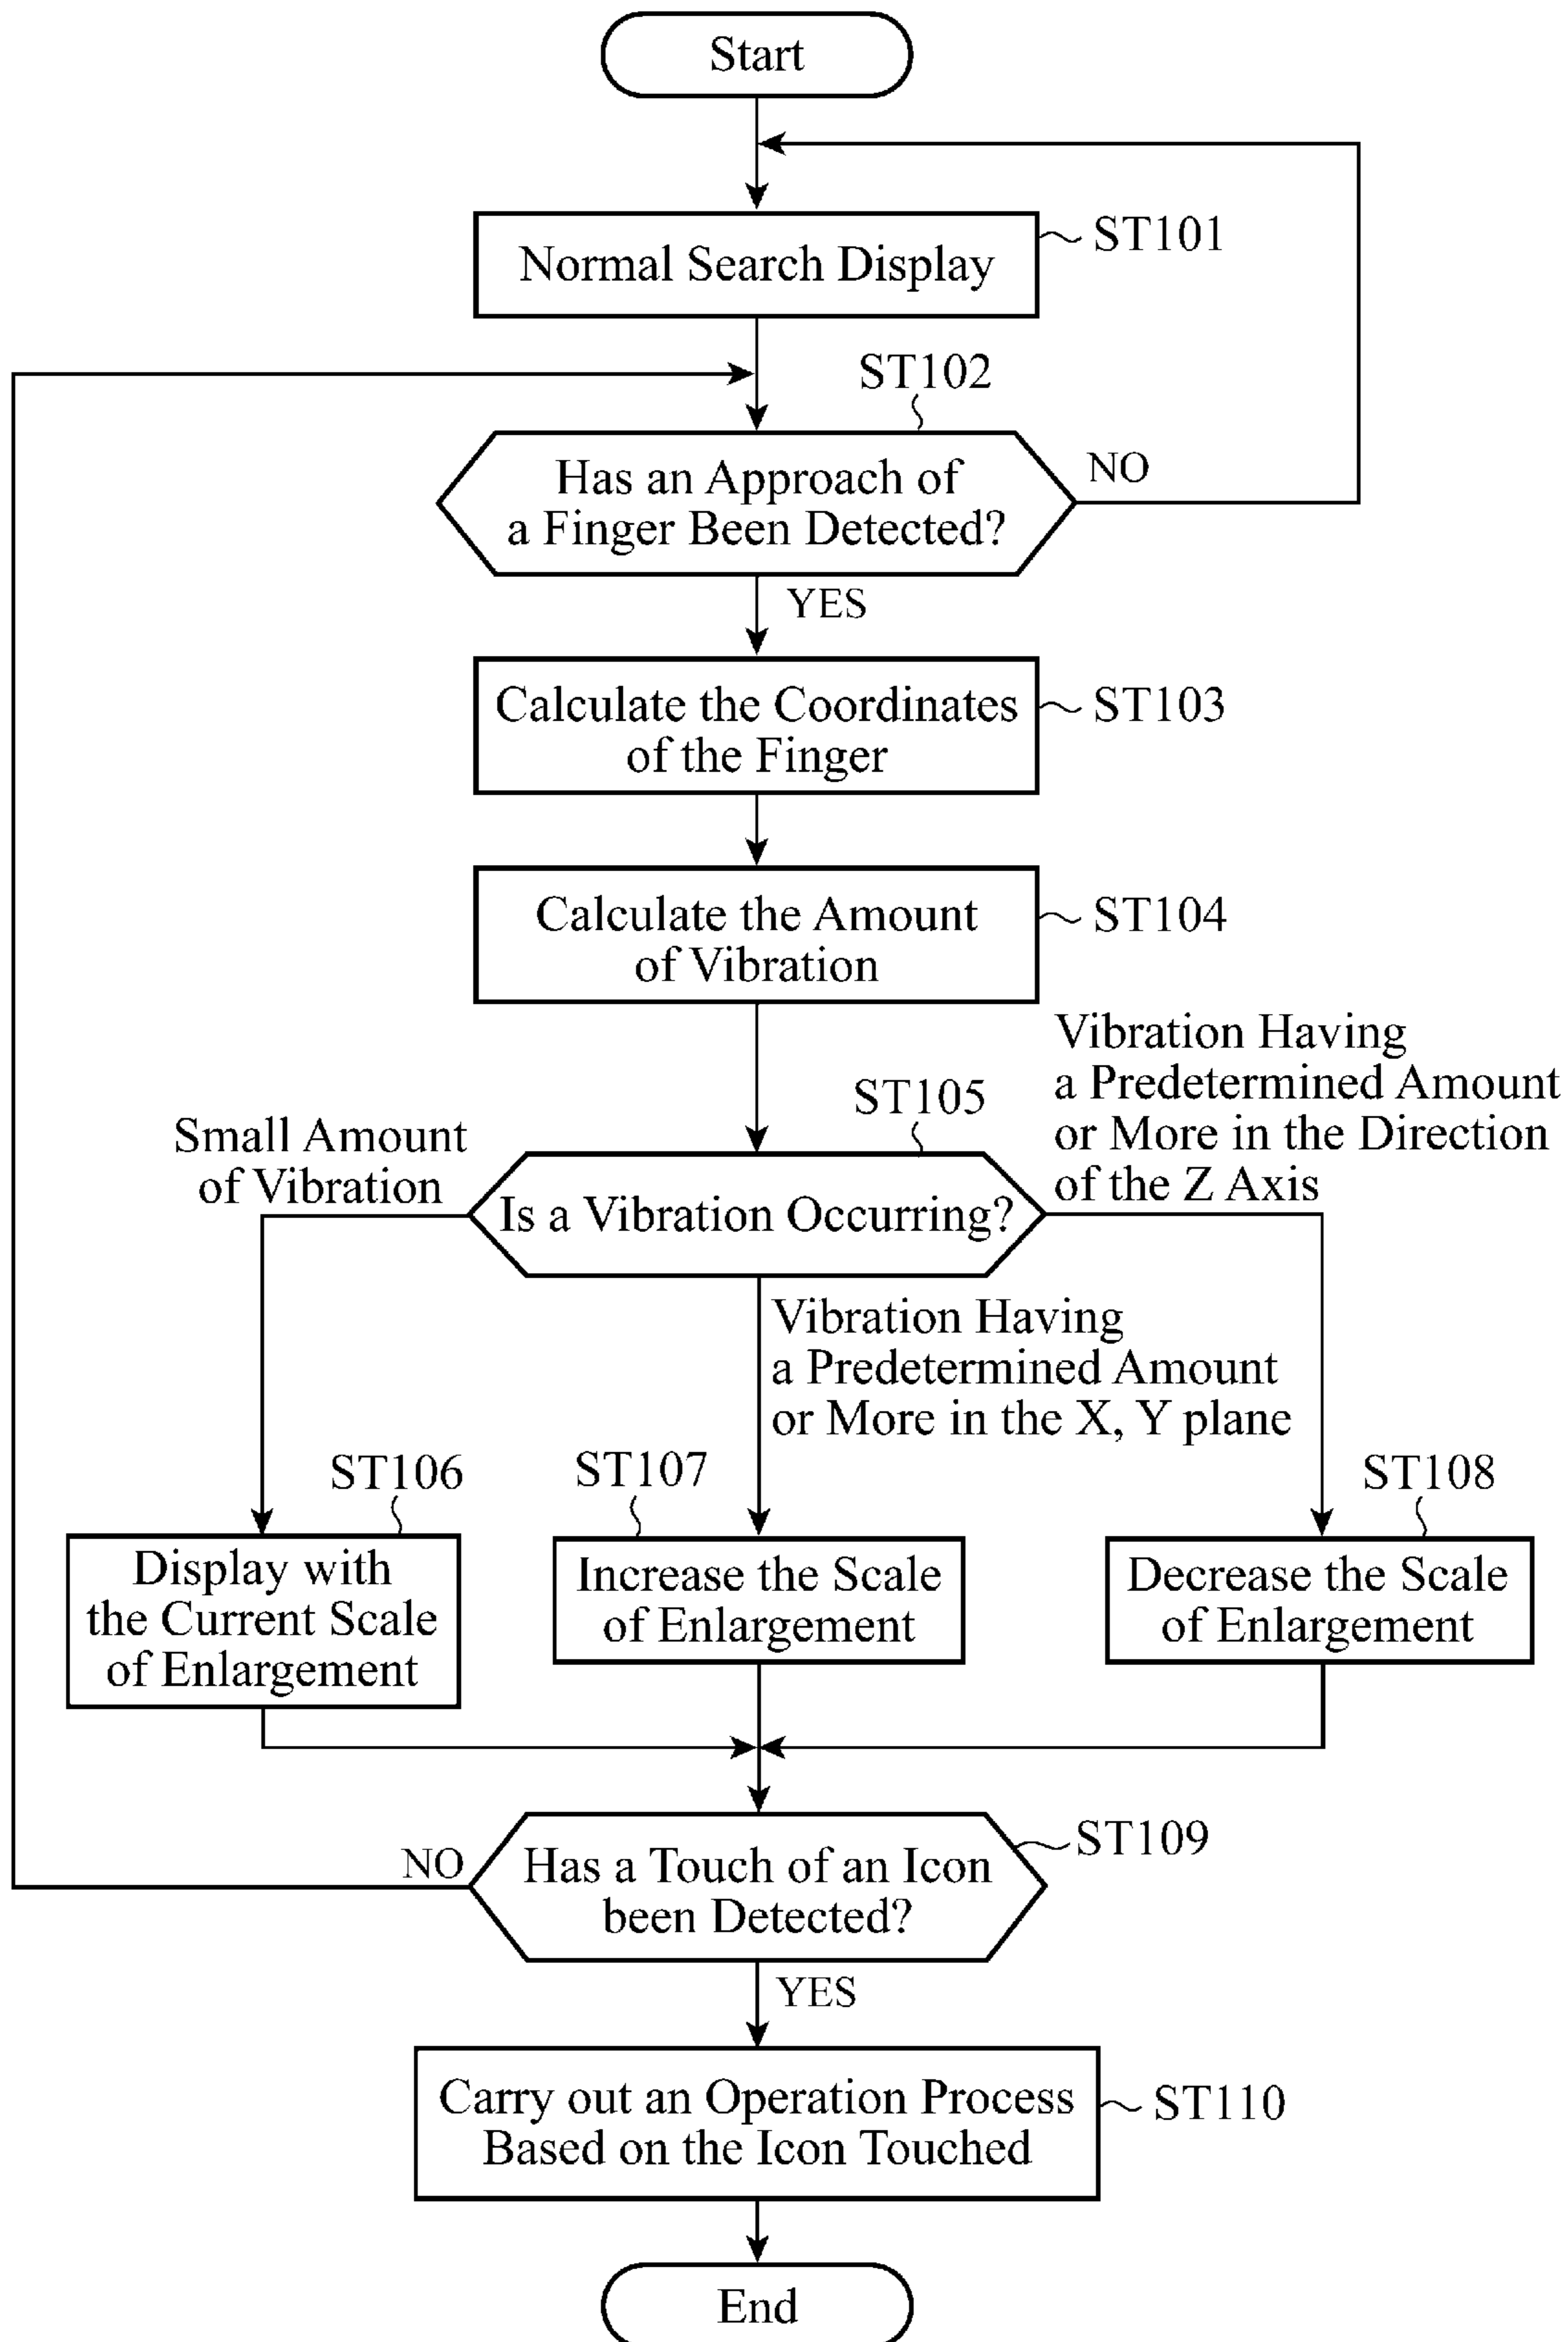 Start
Normal Search Display
ST101
ST102
Has an Approach of
a Finger Been Detected?
NO
YES
Calculate the Coordinates
of the Finger
ST103
Calculate the Amount
of Vibration
ST104
Vibration Having
a Predetermined Amount
or More in the Direction
of the Z Axis
ST105
Small Amount
of Vibration
Is a Vibration Occurring?
Vibration Having
a Predetermined Amount
or More in the X, Y plane
ST106
ST107
ST108
Display with
the Current Scale
of Enlargement
Increase the Scale
of Enlargement
Decrease the Scale
of Enlargement
ST109
NO
Has a Touch of an Icon
been Detected?
YES
Carry out an Operation Process
Based on the Icon Touched
ST110
End